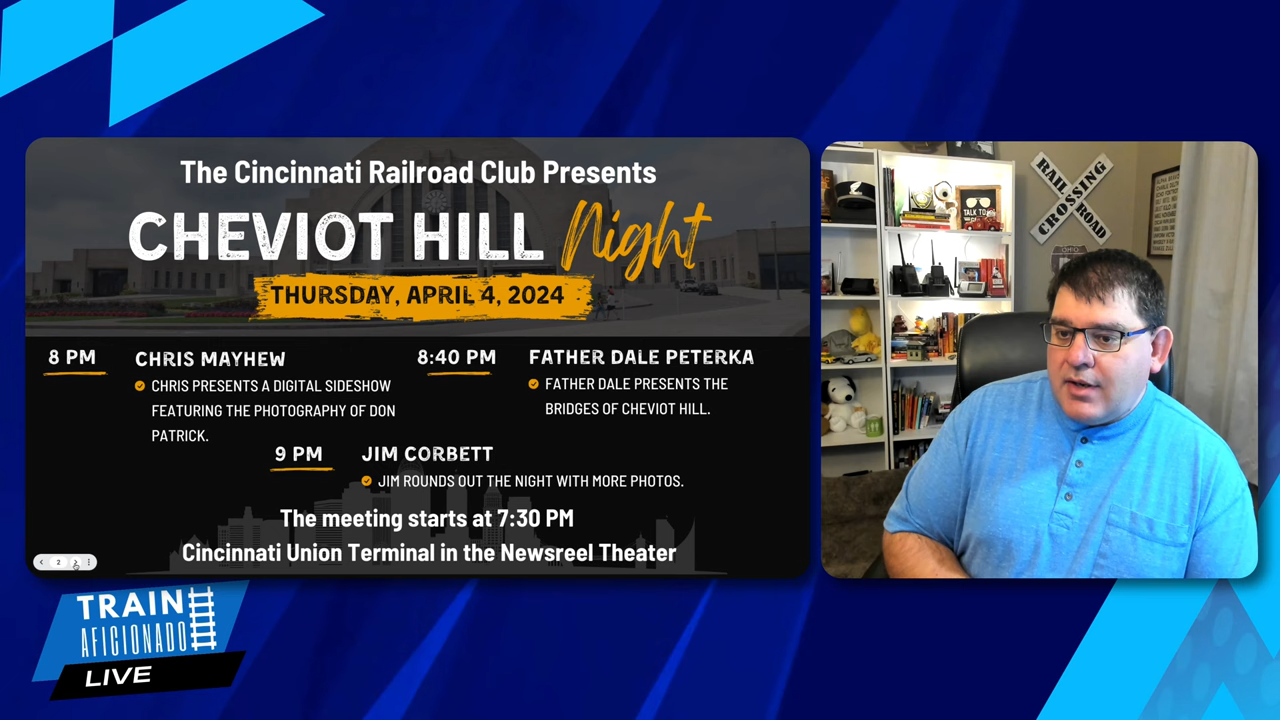 The Cincinnati Railroad Club Presents
CHEVIOT HILL Night
THURSDAY, APRIL 4, 2024
8 PM
CHRIS MAYHEW
CHRIS PRESENTS A DIGITAL SIDESHOW
FEATURING THE PHOTOGRAPHY OF DON
PATRICK.
8:40 PM
FATHER DALE PETERKA
FATHER DALE PRESENTS THE
BRIDGES OF CHEVIOT HILL.
9 PM
JIM CORBETT
JIM ROUNDS OUT THE NIGHT WITH MORE PHOTOS.
The meeting starts at 7:30 PM
Cincinnati Union Terminal in the Newsreel Theater
2
RAILROAD
CROSSING
OHIO
TALK TO
TRAIN
AFICIONADO
LIVE